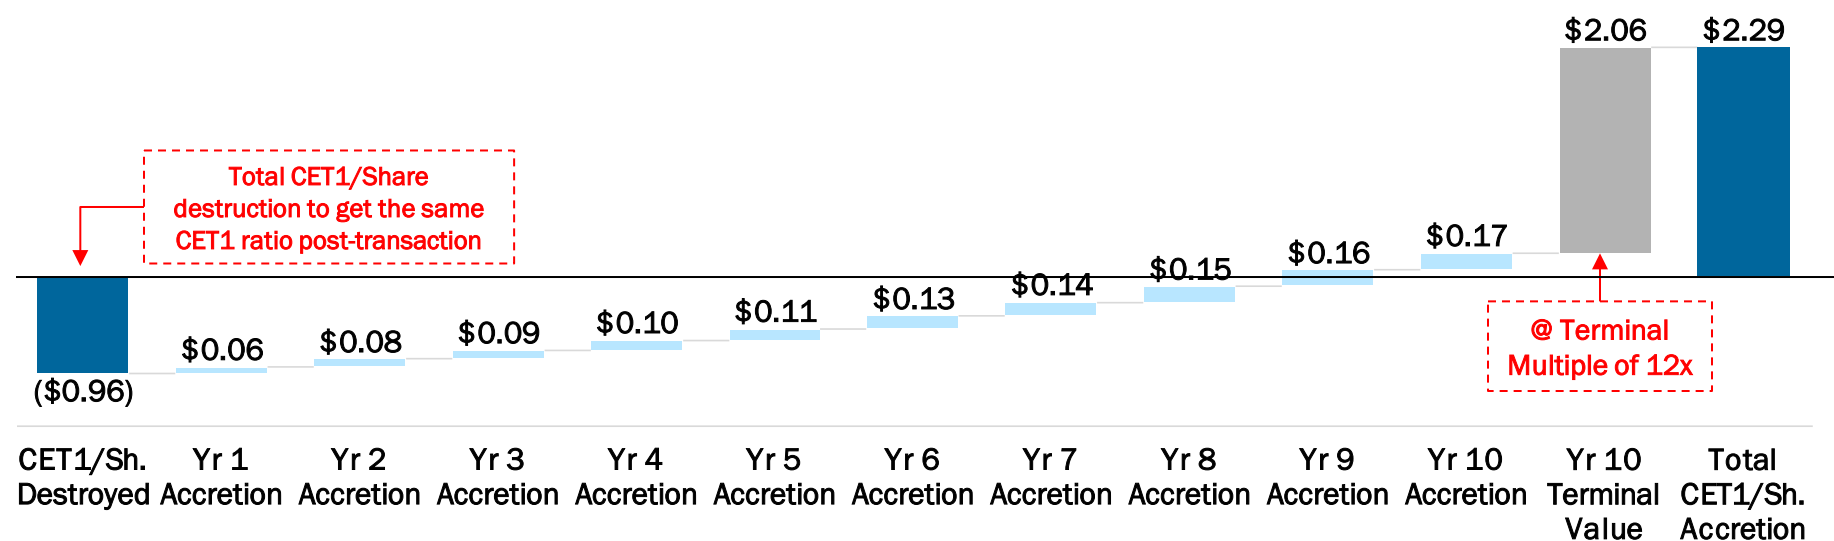 $2.06
$2.29
Total CET1/Share
destruction to get the same
CET1 ratio post-transaction
($0.96)
$0.06
$0.08
$0.09
$0.10
$0.11
$0.13
$0.14
$0.15
$0.16
$0.17
@ Terminal
Multiple of 12x
CET1/Sh.
Destroyed
Yr 1
Accretion
Yr 2
Accretion
Yr 3
Accretion
Yr 4
Accretion
Yr 5
Accretion
Yr 6
Accretion
Yr 7
Accretion
Yr 8
Accretion
Yr 9
Accretion
Yr 10
Accretion
Yr 10
Terminal
Value
Total
CET1/Sh.
Accretion